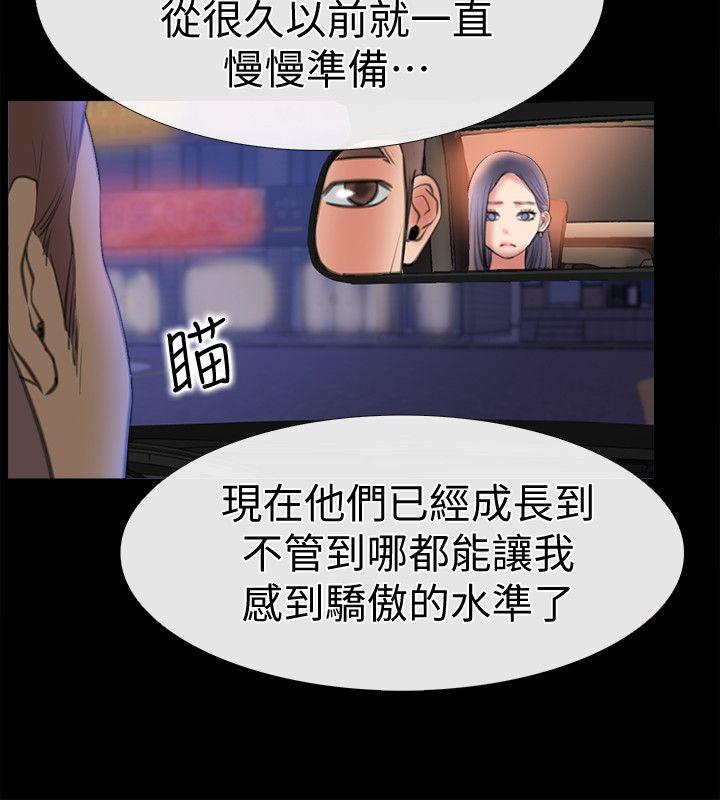 從很久以前就一直
慢慢準備…
瞄
現在他們已經成長到
不管到哪都能讓我
感到驕傲的水準了